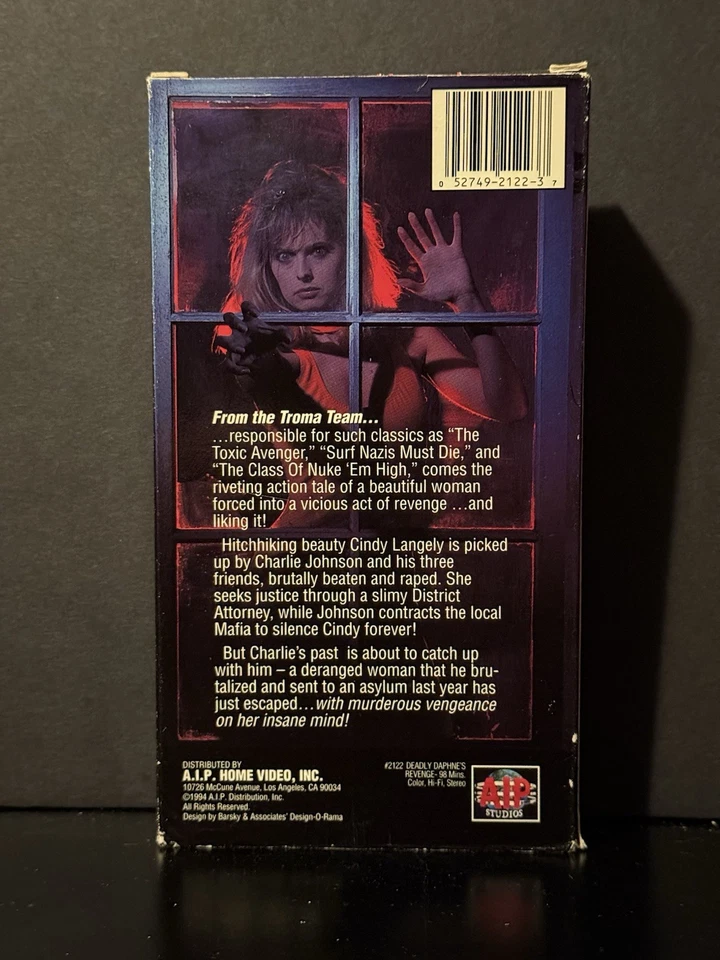 0 52749-2122-3 7
From the Troma Team...
...responsible for such classics as “The
Toxic Avenger,” “Surf Nazis Must Die,” and
“The Class Of Nuke ‘Em High,” comes the
riveting action tale of a beautiful woman
forced into a vicious act of revenge ...and
liking it!
Hitchhiking beauty Cindy Langely is picked
up by Charlie Johnson and his three
friends, brutally beaten and raped. She
seeks justice through a slimy District
Attorney, while Johnson contracts the local
Mafia to silence Cindy forever!
But Charlie’s past is about to catch up
with him – a deranged woman that he bru-
talized and sent to an asylum last year has
just escaped...with murderous vengeance
on her insane mind!
DISTRIBUTED BY
A.I.P. HOME VIDEO, INC.
10726 McCune Avenue, Los Angeles, CA 90034
©1994 A.I.P. Distribution, Inc.
All Rights Reserved.
Design by Barsky & Associates’ Design-O-Rama
#2122 DEADLY DAPHNE’S
REVENGE- 98 Mins.
Color, Hi-Fi, Stereo
AIP
STUDIOS